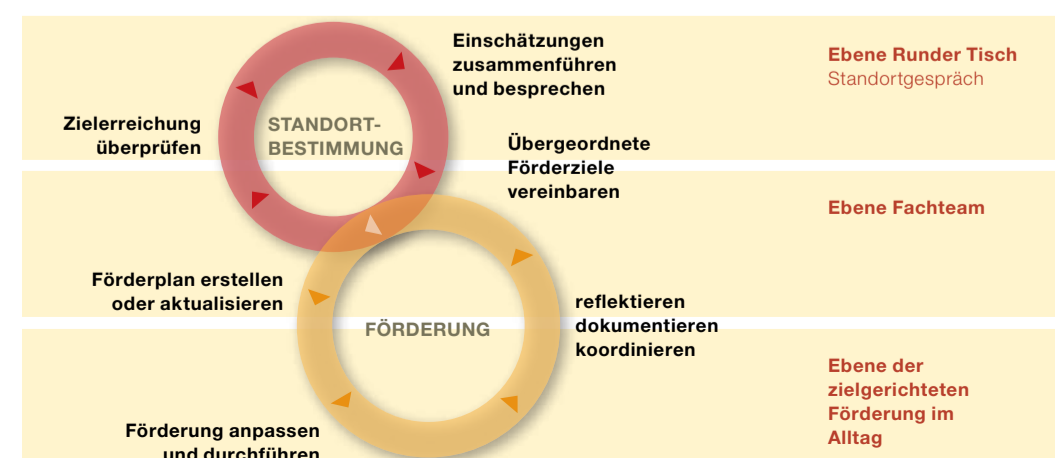 Einschätzungen
zusammenführen
und besprechen
Ebene Runder Tisch
Standortgespräch
Zielerreichung
überprüfen
STANDORT-
BESTIMMUNG
Übergeordnete
Förderziele
vereinbaren
Ebene Fachteam
Förderplan erstellen
oder aktualisieren
FÖRDERUNG
reflektieren
dokumentieren
koordinieren
Ebene der
zielgerichteten
Förderung im
Alltag
Förderung anpassen
und durchführen